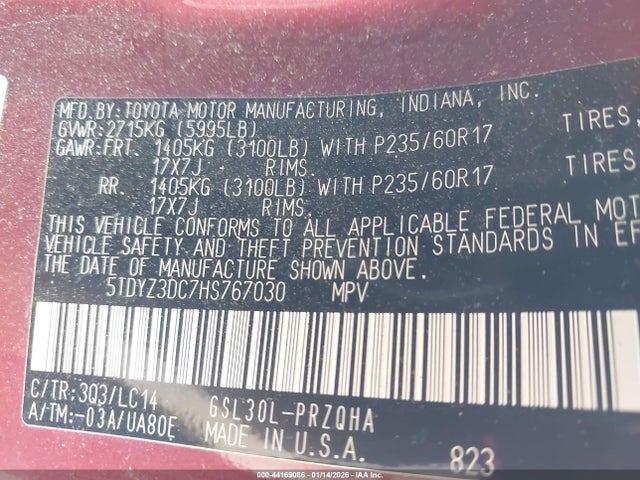 MFD.BY:TOYOTA MOTOR MANUFACTURING, INDIANA, INC.
GVWR:2715KG (5995LB)
GAWR:FRT. 1405KG (3100LB) WITH P235/60R17 TIRES,
17X7J RIMS.
RR. 1405KG (3100LB) WITH P235/60R17 TIRES,
17X7J RIMS.
THIS VEHICLE CONFORMS TO ALL APPLICABLE FEDERAL MOT
VEHICLE SAFETY AND THEFT PREVENTION STANDARDS IN EF
THE DATE OF MANUFACTURE SHOWN ABOVE.
5TDYZ3DC7HS767030 MPV
C/TR:3Q3/LC14 GSL30L-PRZQHA
A/TM:-03A/UA80E MADE IN U.S.A. 823
000-44169086 | 01/14/2026 - IAA